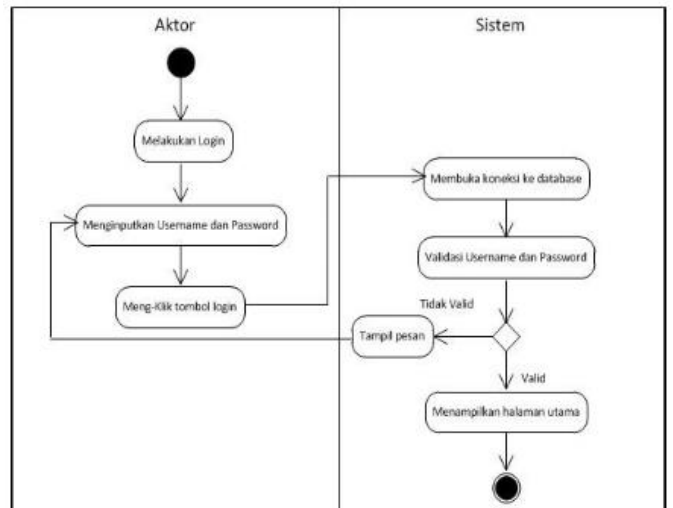 Aktor
Sistem
Melakukan Login
Membuka koneksi ke database
Menginputkan Username dan Password
Validasi Username dan Password
Meng-Klik tombol login
Tidak Valid
Tampil pesan
Valid
Menampilkan halaman utama